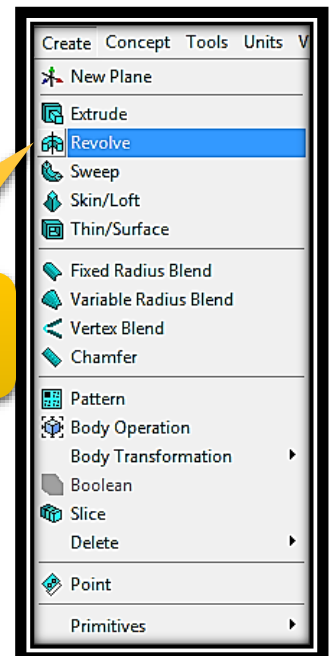 Create Concept Tools Units V
New Plane
Extrude
Revolve
Sweep
Skin/Loft
Thin/Surface
Fixed Radius Blend
Variable Radius Blend
Vertex Blend
Chamfer
Pattern
Body Operation
Body Transformation
Boolean
Slice
Delete
Point
Primitives